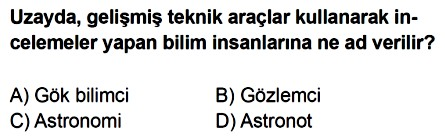 Uzayda, gelişmiş teknik araçlar kullanarak in-
celemeler yapan bilim insanlarına ne ad verilir?
A) Gök bilimci B) Gözlemci
C) Astronomi D) Astronot